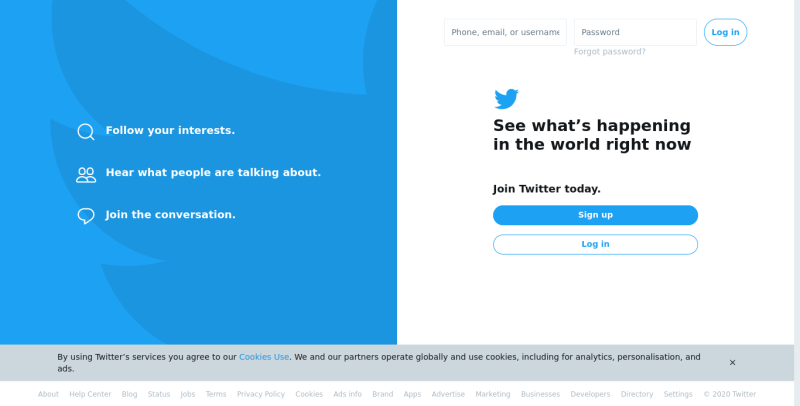 Phone, email, or username
Password
Log in
Forgot password?
Follow your interests.
Hear what people are talking about.
Join the conversation.
See what’s happening
in the world right now
Join Twitter today.
Sign up
Log in
By using Twitter’s services you agree to our Cookies Use. We and our partners operate globally and use cookies, including for analytics, personalisation, and
ads.
About Help Center Blog Status Jobs Terms Privacy Policy Cookies Ads info Brand Apps Advertise Marketing Businesses Developers Directory Settings © 2020 Twitter